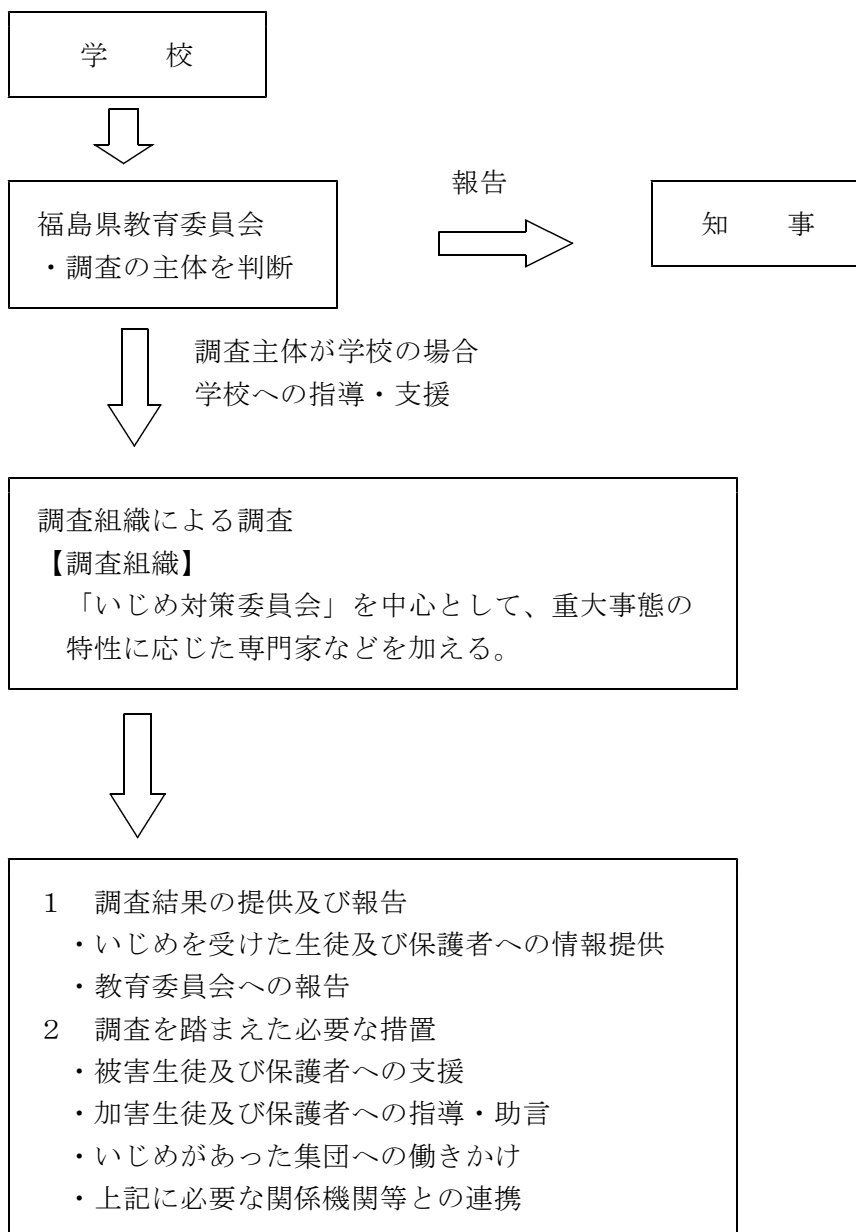 学　　校
福島県教育委員会
・調査の主体を判断
報告
知　　事
調査主体が学校の場合
学校への指導・支援
調査組織による調査
【調査組織】
「いじめ対策委員会」を中心として、重大事態の
特性に応じた専門家などを加える。
１　調査結果の提供及び報告
・いじめを受けた生徒及び保護者への情報提供
・教育委員会への報告
２　調査を踏まえた必要な措置
・被害生徒及び保護者への支援
・加害生徒及び保護者への指導・助言
・いじめがあった集団への働きかけ
・上記に必要な関係機関等との連携